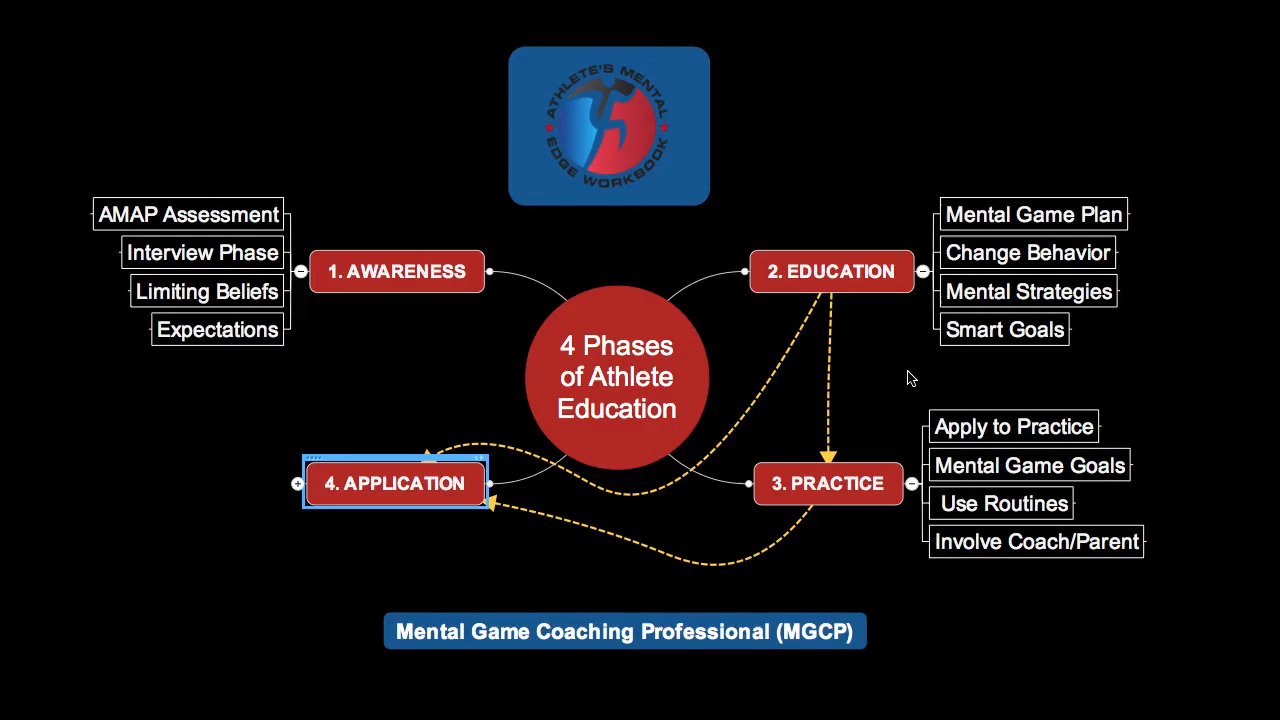 ATHLETE'S MENTAL
EDGE WORKBOOK
AMAP Assessment
Interview Phase
Limiting Beliefs
Expectations
1. AWARENESS
2. EDUCATION
Mental Game Plan
Change Behavior
Mental Strategies
Smart Goals
4 Phases
of Athlete
Education
4. APPLICATION
3. PRACTICE
Apply to Practice
Mental Game Goals
Use Routines
Involve Coach/Parent
Mental Game Coaching Professional (MGCP)